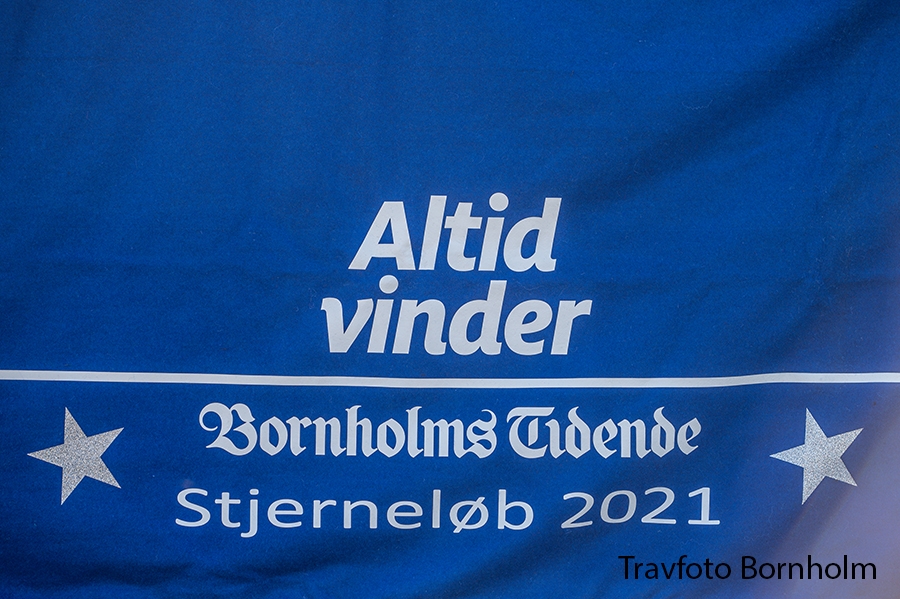 Altid
vinder
Bornholms Tidende
Stjerneløb 2021
Travfoto Bornholm